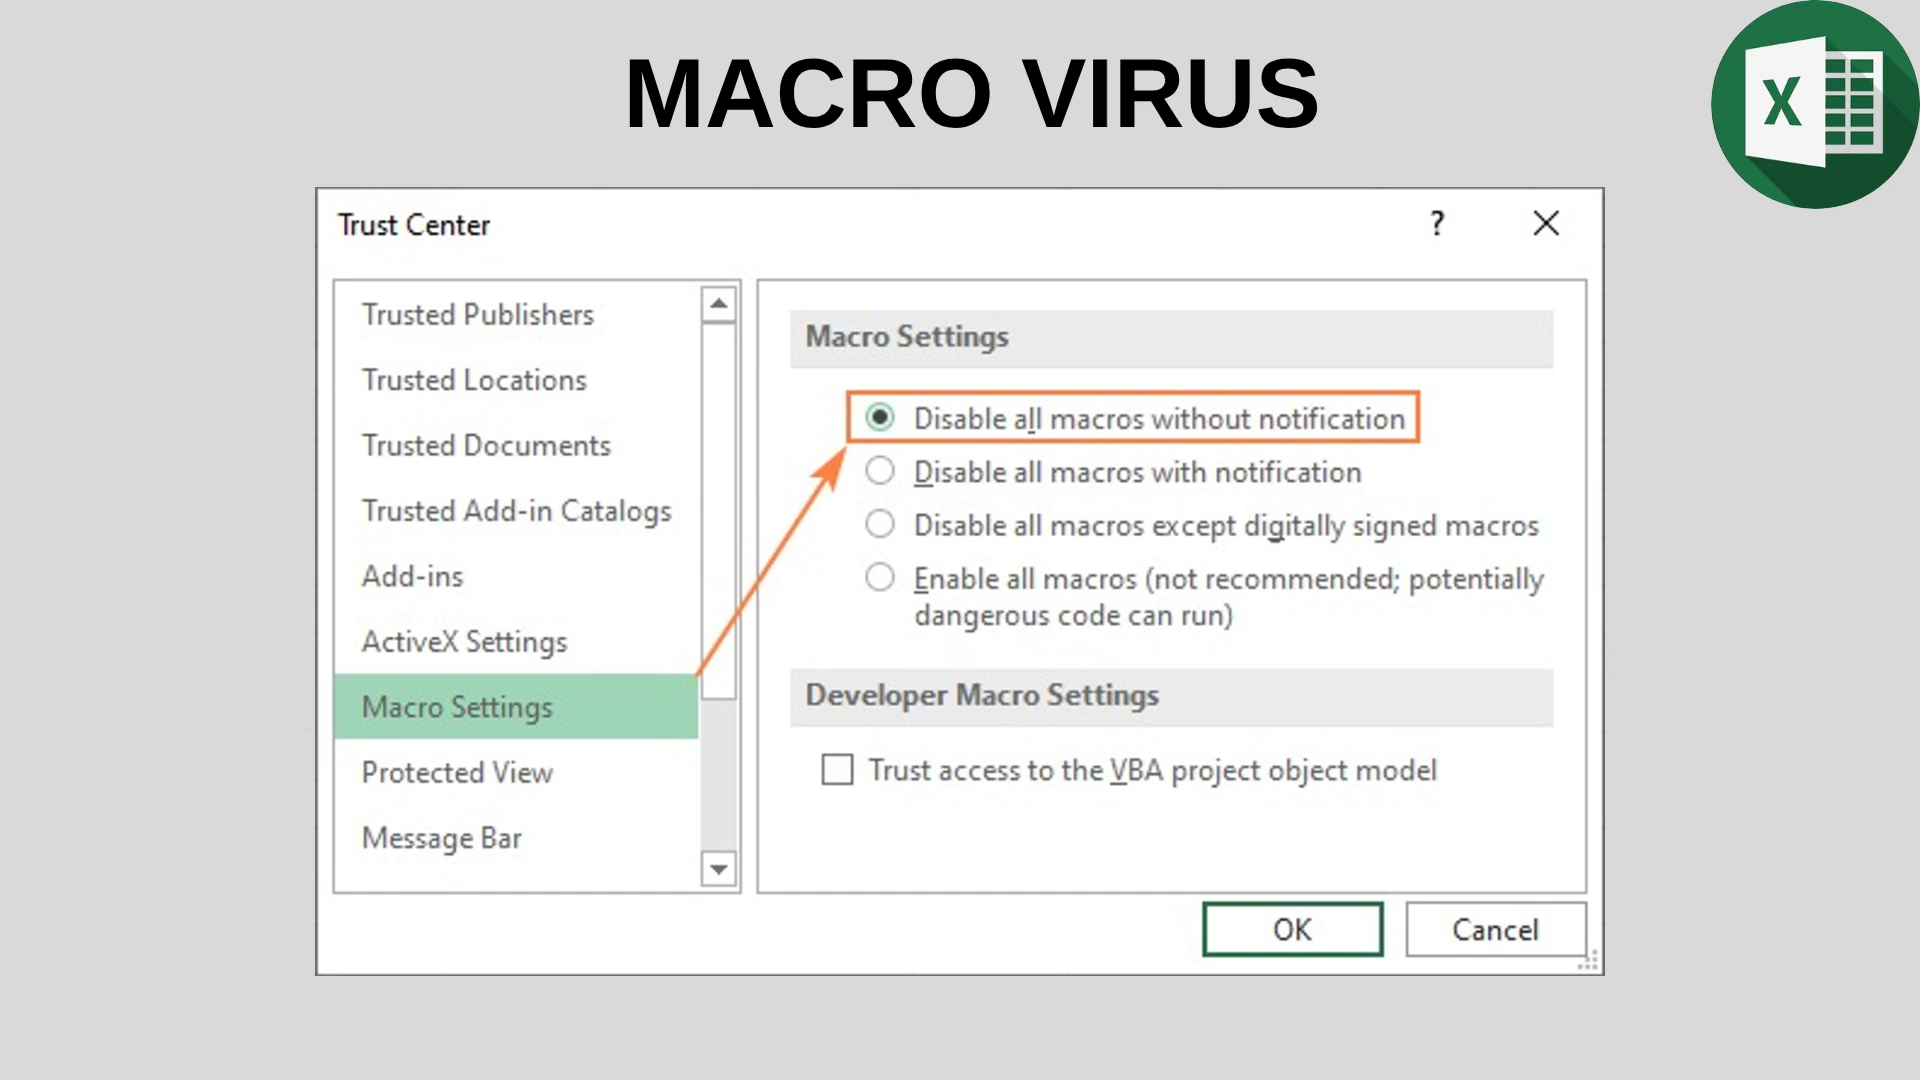 MACRO VIRUS
X
Trust Center
?
Trusted Publishers
Trusted Locations
Trusted Documents
Trusted Add-in Catalogs
Add-ins
ActiveX Settings
Macro Settings
Protected View
Message Bar
Macro Settings
Disable all macros without notification
Disable all macros with notification
Disable all macros except digitally signed macros
Enable all macros (not recommended; potentially
dangerous code can run)
Developer Macro Settings
Trust access to the VBA project object model
OK
Cancel